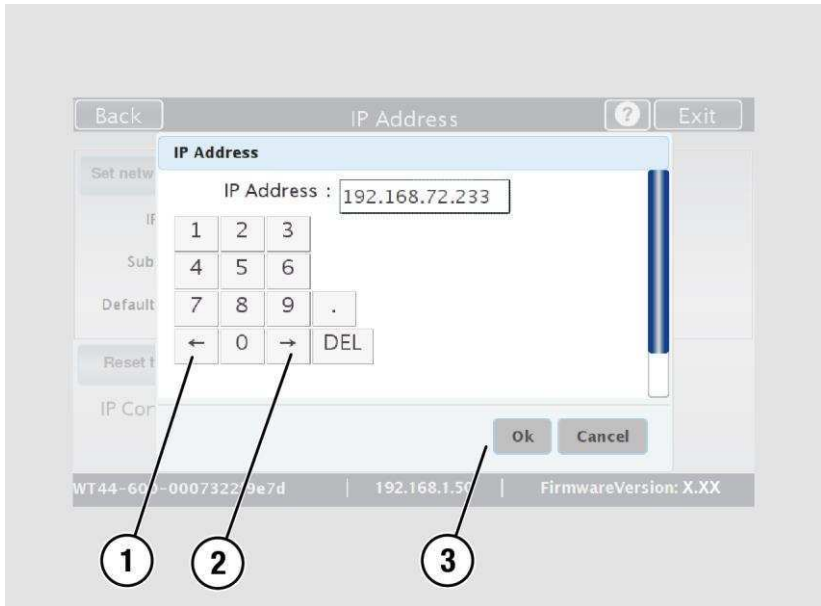 Back IP Address ? Exit
IP Address
Set netw
IP Address : 192.168.72.233
1 2 3
Sub
4 5 6
Default
7 8 9 .
← 0 → DEL
Reset t
IP Con
Ok Cancel
192.168.1.50 | FirmwareVersion: X.XX
1 2 3